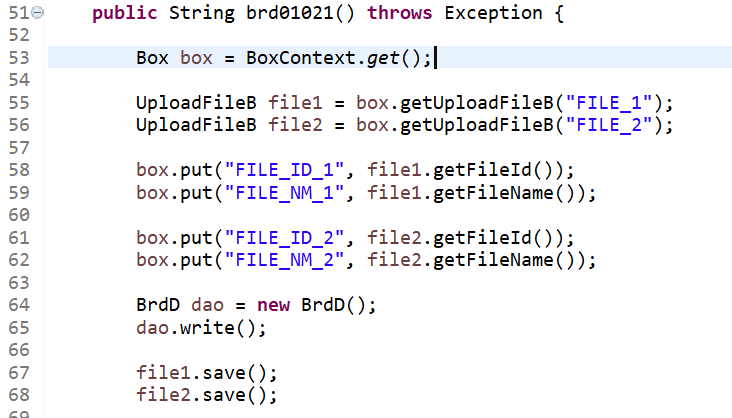 51 public String brd01021() throws Exception {
52
53 Box box = BoxContext.get();
54
55 UploadFileB file1 = box.getUploadFileB("FILE_1");
56 UploadFileB file2 = box.getUploadFileB("FILE_2");
57
58 box.put("FILE_ID_1", file1.getFileId());
59 box.put("FILE_NM_1", file1.getFileName());
60
61 box.put("FILE_ID_2", file2.getFileId());
62 box.put("FILE_NM_2", file2.getFileName());
63
64 BrdD dao = new BrdD();
65 dao.write();
66
67 file1.save();
68 file2.save();
69